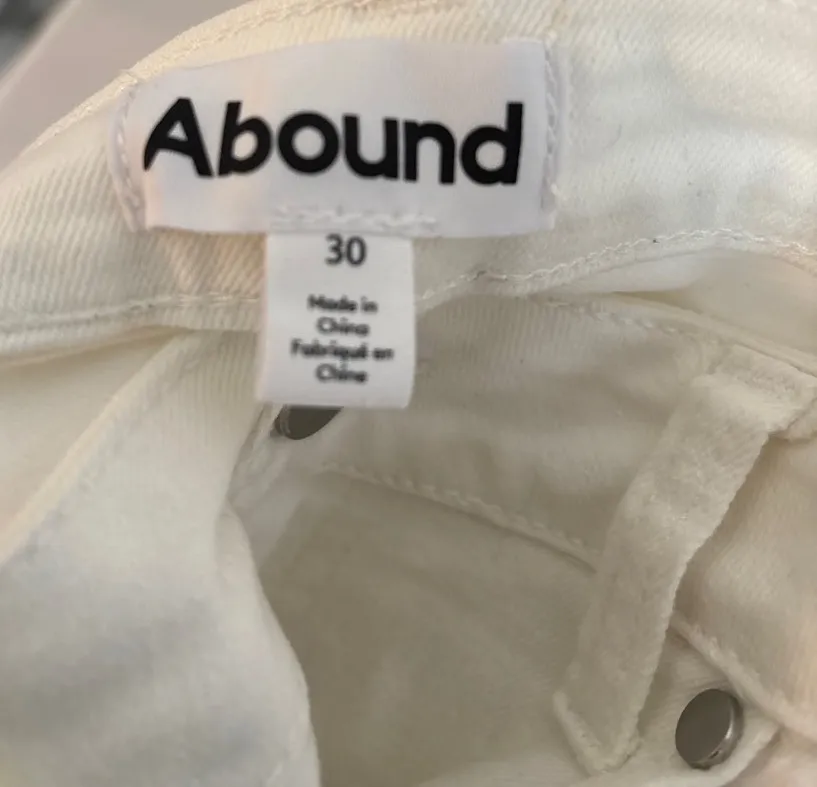 Abound
30
Made in
China
Fabriqué en
Chine